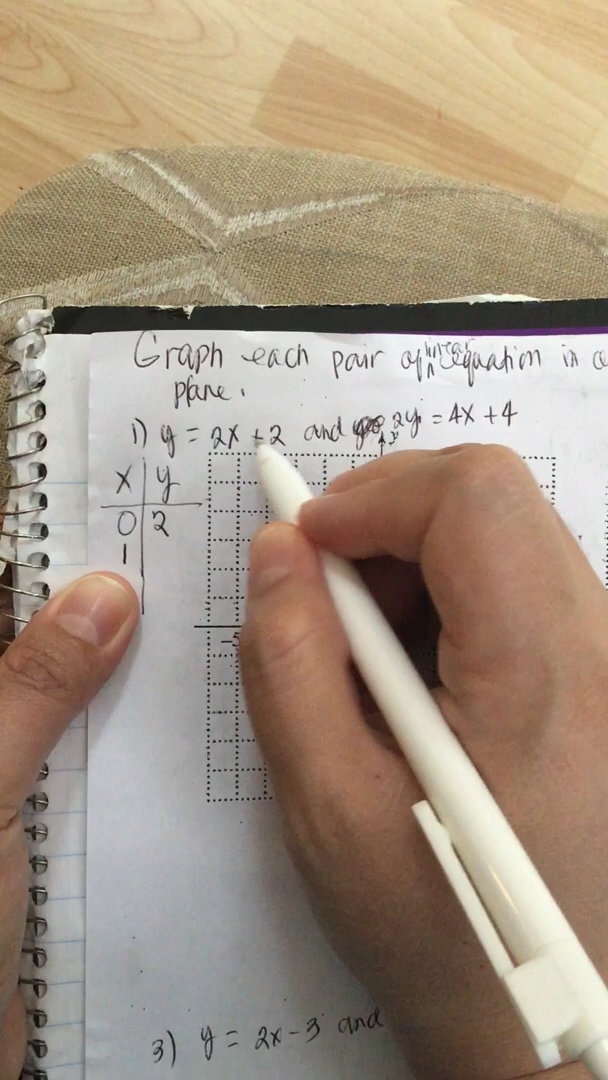 Graph each pair of linear equation in a
plane.
1) y = 2x + 2 and 2y = 4x + 4
x y
0 2
1
3) y = 2x - 3 and